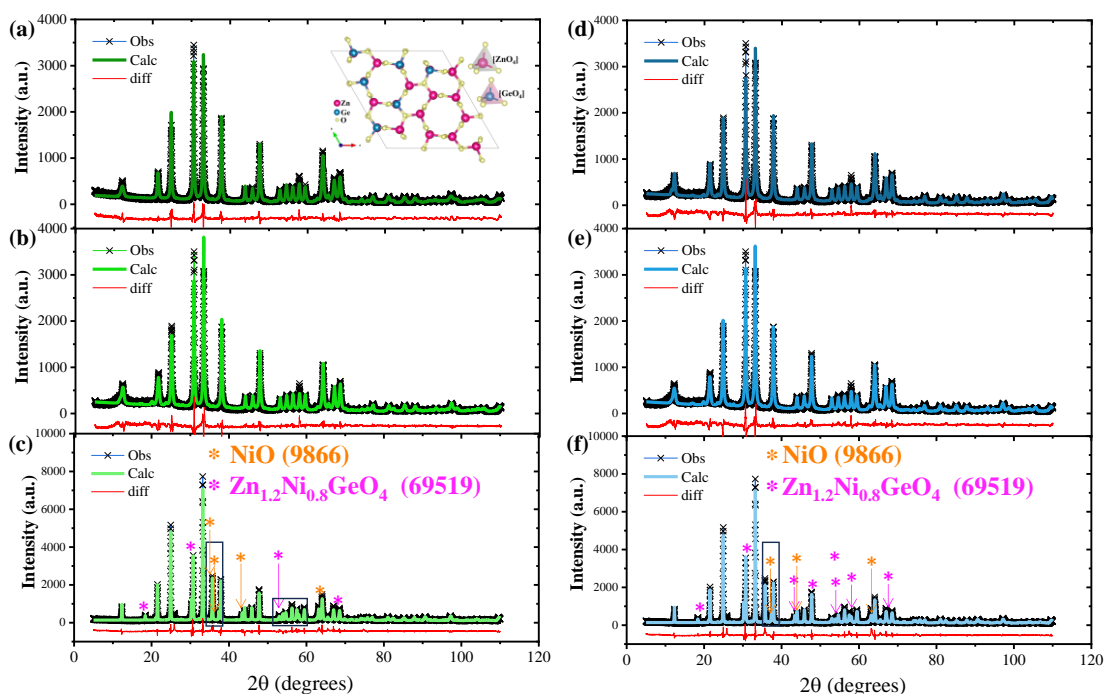 (a)
4000
3000
2000
1000
0
Intensity (a.u.)
Obs
Calc
diff
[ZnO₄]
[GeO₄]
Zn
Ge
O
(b)
4000
3000
2000
1000
0
Intensity (a.u.)
Obs
Calc
diff
(c)
10000
8000
6000
4000
2000
0
Intensity (a.u.)
Obs
Calc
diff
* NiO (9866)
* Zn₁.₂Ni₀.₈GeO₄ (69519)
0 20 40 60 80 100 120
2θ (degrees)
(d)
4000
3000
2000
1000
0
Intensity (a.u.)
Obs
Calc
diff
(e)
4000
3000
2000
1000
0
Intensity (a.u.)
Obs
Calc
diff
(f)
10000
8000
6000
4000
2000
0
Intensity (a.u.)
Obs
Calc
diff
* NiO (9866)
* Zn₁.₂Ni₀.₈GeO₄ (69519)
0 20 40 60 80 100 120
2θ (degrees)